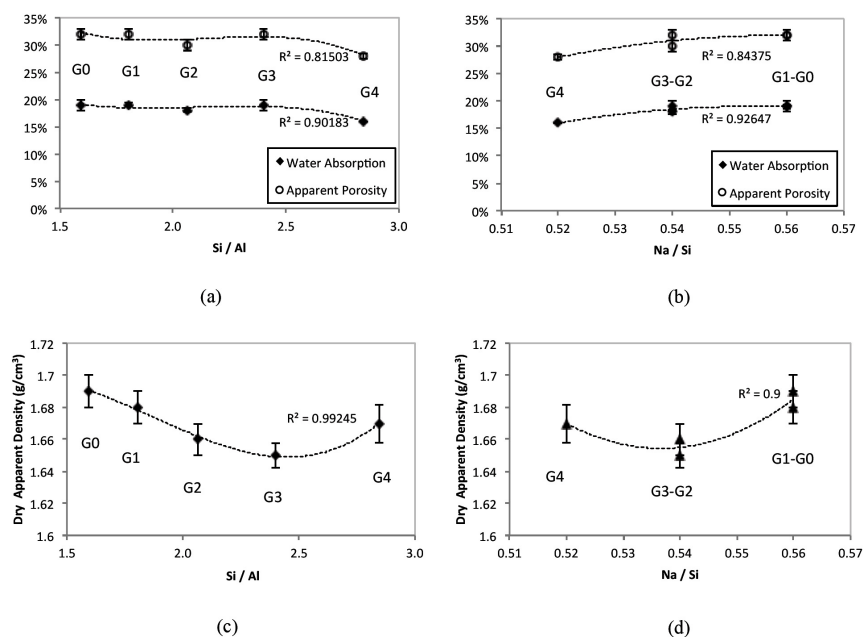 35%
30%
25%
20%
15%
10%
5%
0%
1.5
2.0
2.5
3.0
Si / Al
G0
G1
G2
G3
G4
R² = 0.81503
R² = 0.90183
Water Absorption
Apparent Porosity
(a)
35%
30%
25%
20%
15%
10%
5%
0%
0.51
0.52
0.53
0.54
0.55
0.56
0.57
Na / Si
G4
G3-G2
G1-G0
R² = 0.84375
R² = 0.92647
Water Absorption
Apparent Porosity
(b)
Dry Apparent Density (g/cm³)
1.72
1.7
1.68
1.66
1.64
1.62
1.6
1.5
2.0
2.5
3.0
Si / Al
G0
G1
G2
G3
G4
R² = 0.99245
(c)
Dry Apparent Density (g/cm³)
1.72
1.7
1.68
1.66
1.64
1.62
1.6
0.51
0.52
0.53
0.54
0.55
0.56
0.57
Na / Si
G4
G3-G2
G1-G0
R² = 0.9
(d)